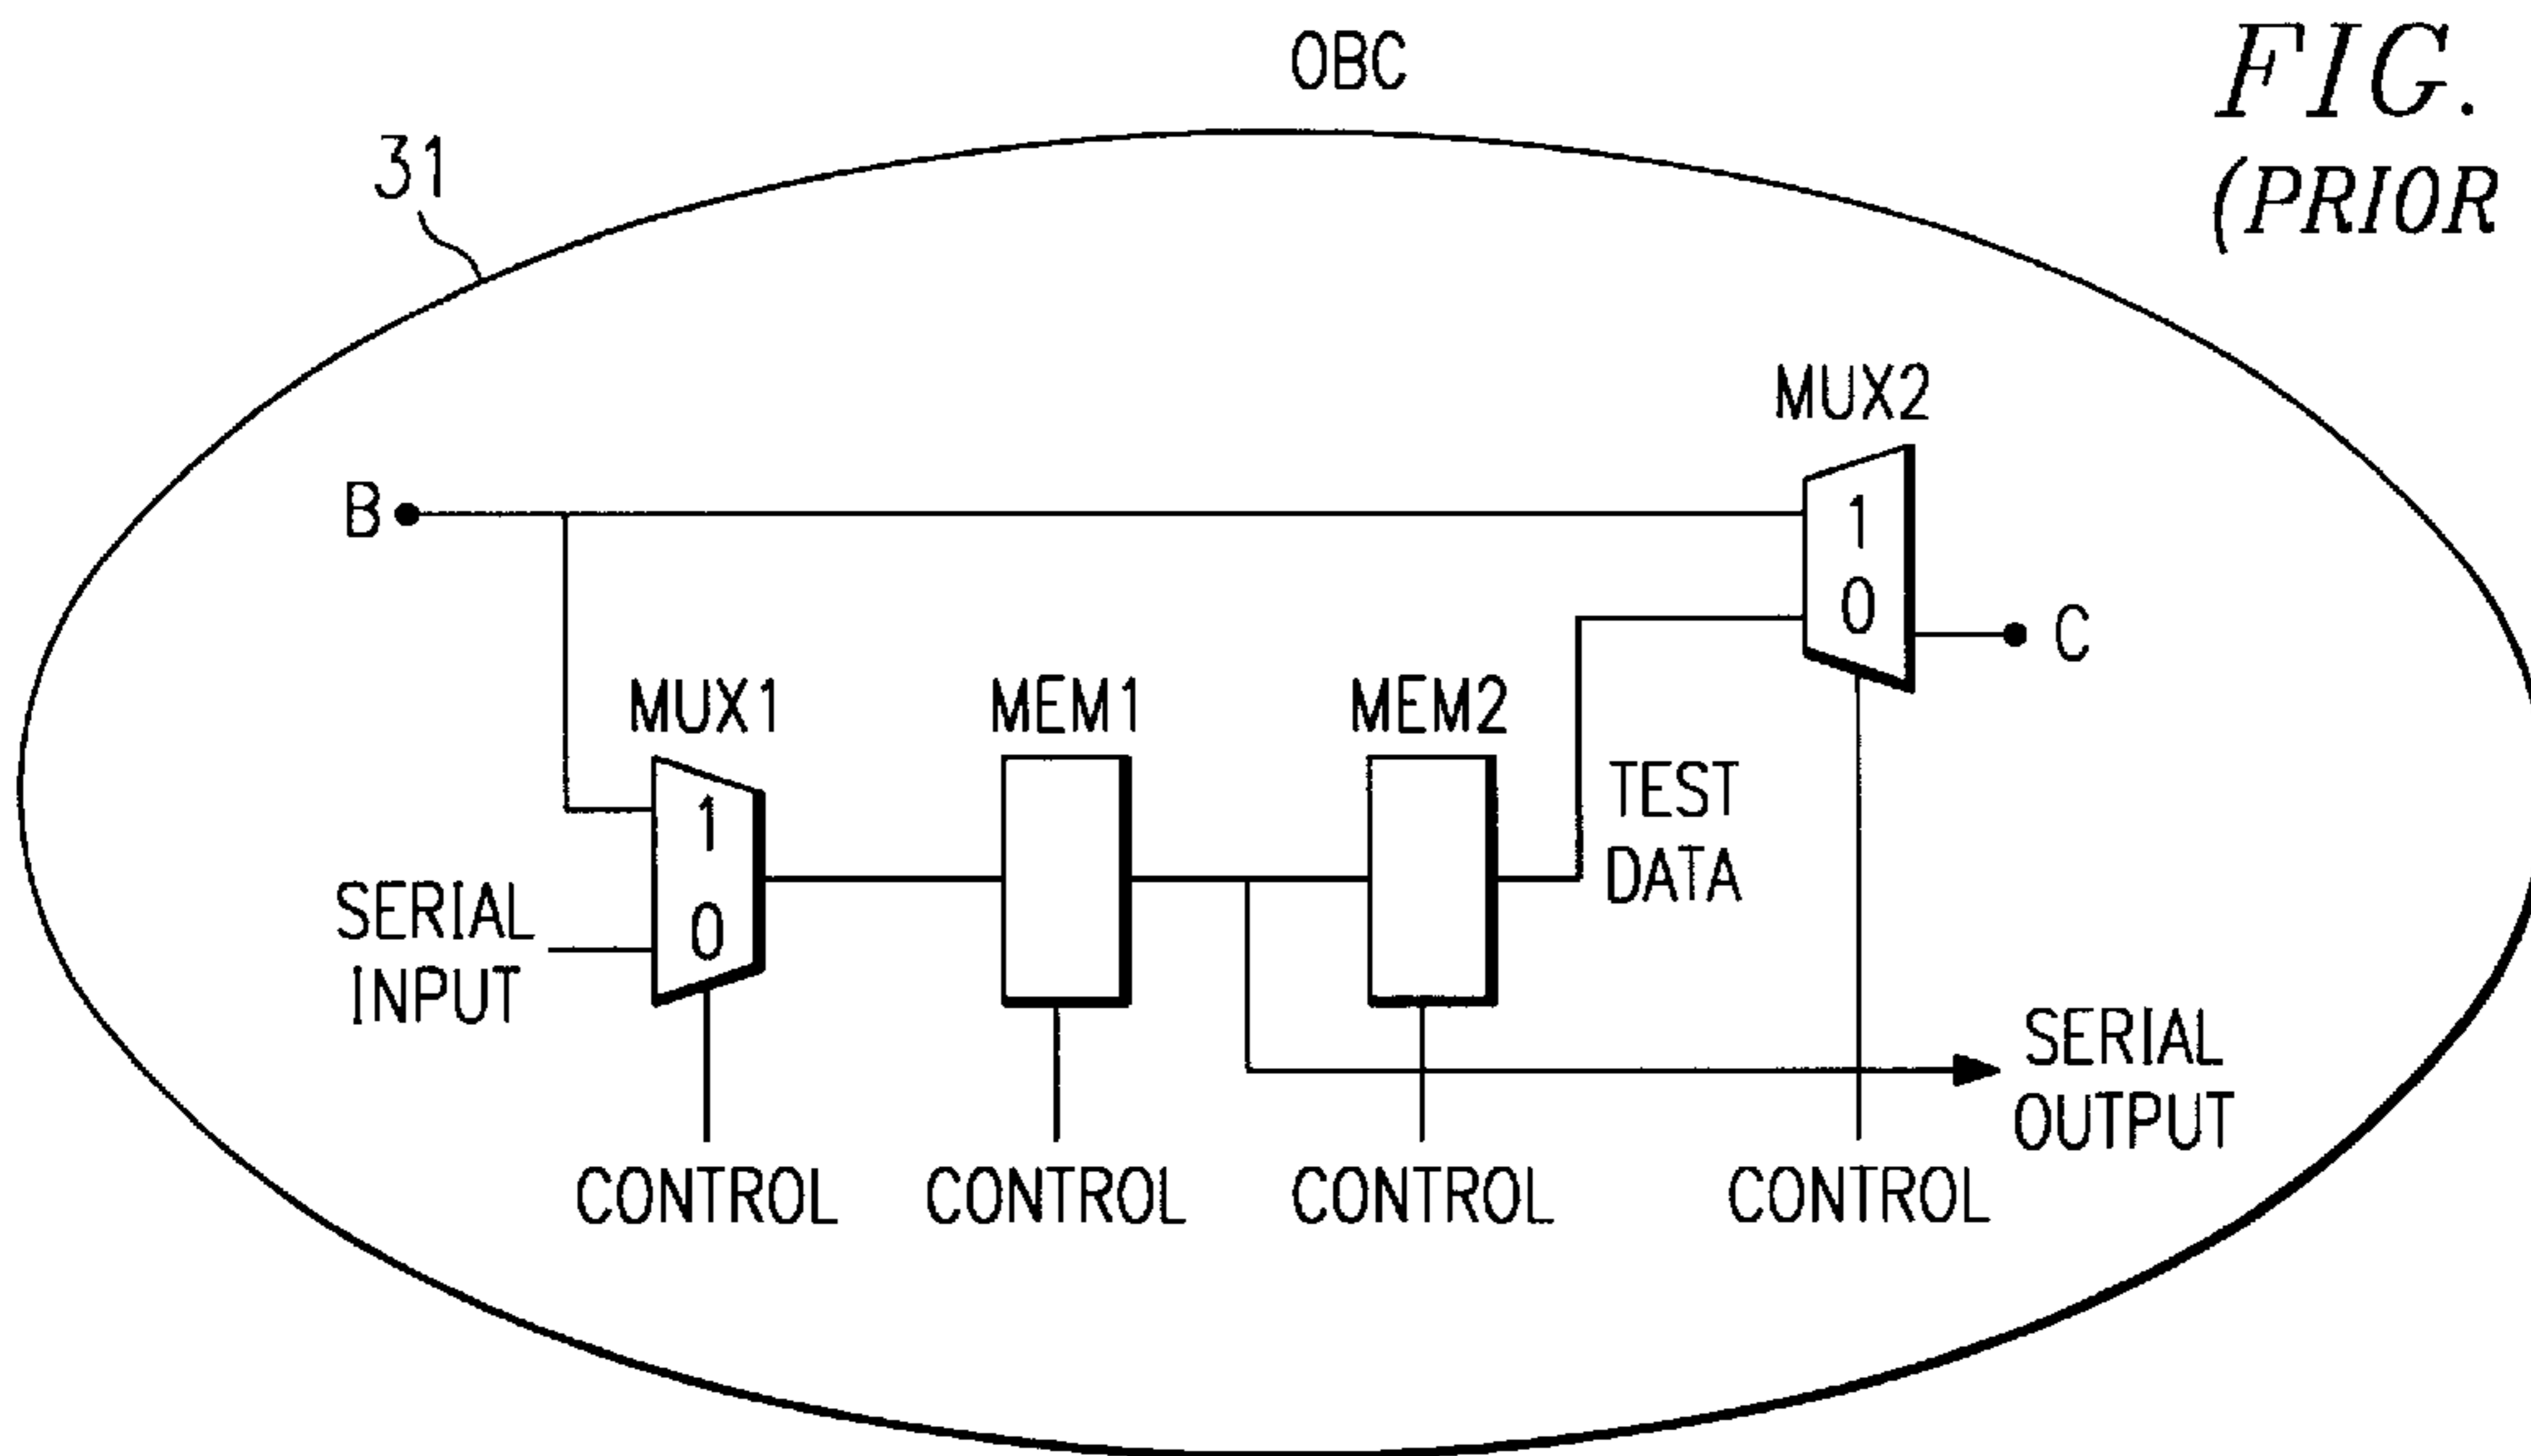 OBC
FIG.
(PRIOR
31
MUX2
B
1
0
C
MUX1
MEM1
MEM2
1
0
TEST
DATA
SERIAL
INPUT
SERIAL
OUTPUT
CONTROL
CONTROL
CONTROL
CONTROL